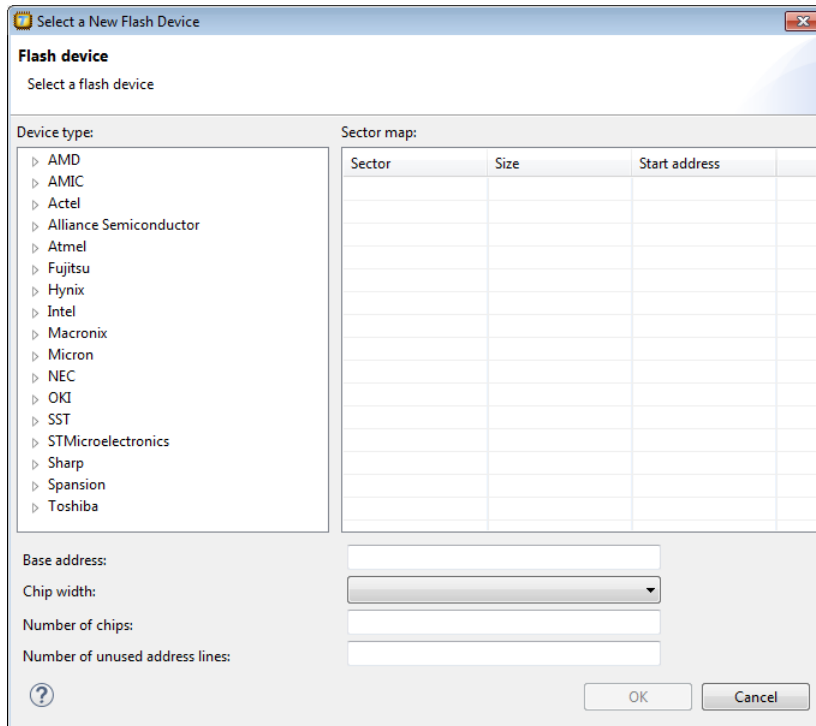 Select a New Flash Device
Flash device
Select a flash device
Device type:
Sector map:
AMD
AMIC
Actel
Alliance Semiconductor
Atmel
Fujitsu
Hynix
Intel
Macronix
Micron
NEC
OKI
SST
STMicroelectronics
Sharp
Spansion
Toshiba
Sector Size Start address
Base address:
Chip width:
Number of chips:
Number of unused address lines:
? OK Cancel